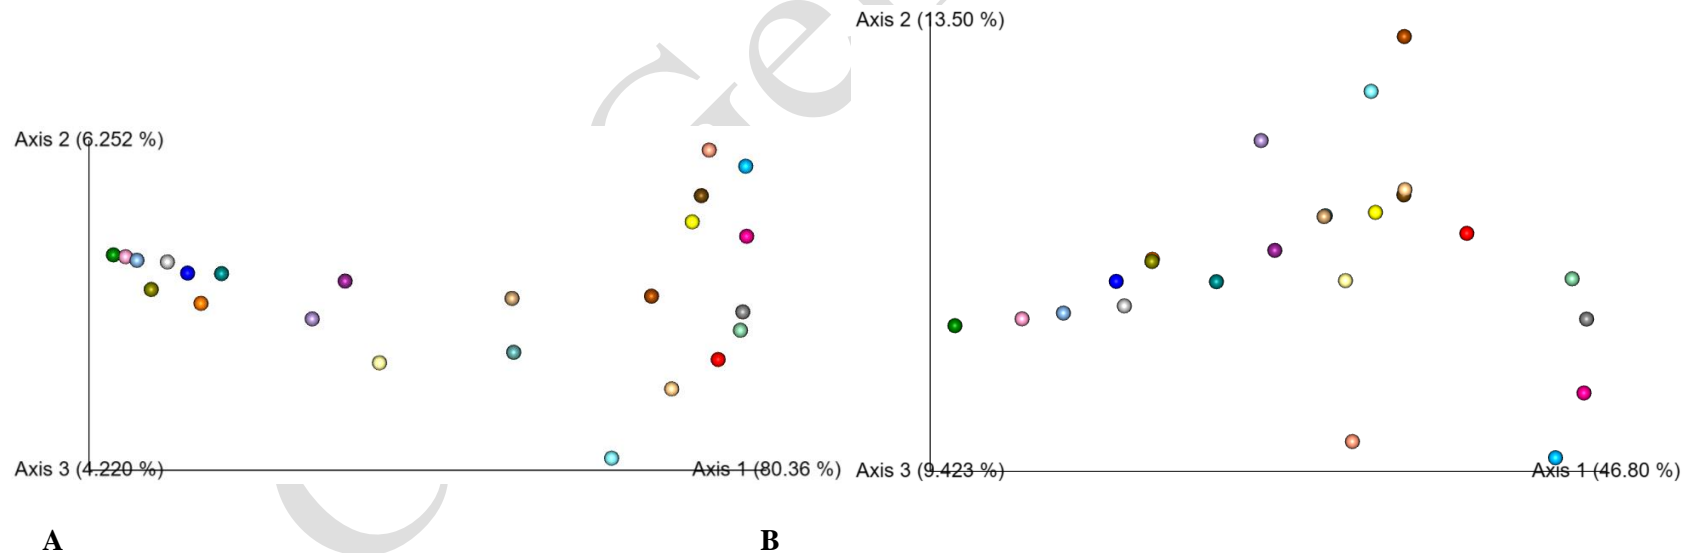 Axis 2 (13.50 %)
Axis 2 (6.252 %)
Axis 3 (4.220 %)
Axis 1 (80.36 %)
Axis 3 (9.423 %)
Axis 1 (46.80 %)
A
B